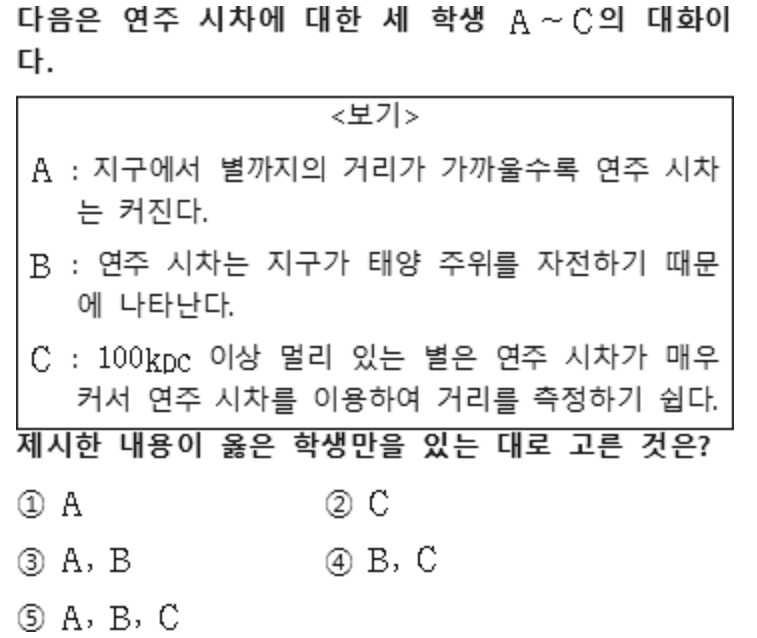 다음은 연주 시차에 대한 세 학생 A ~ C의 대화이
다.
<보기>
A : 지구에서 별까지의 거리가 가까울수록 연주 시차
는 커진다.
B : 연주 시차는 지구가 태양 주위를 자전하기 때문
에 나타난다.
C : 100kpc 이상 멀리 있는 별은 연주 시차가 매우
커서 연주 시차를 이용하여 거리를 측정하기 쉽다.
제시한 내용이 옳은 학생만을 있는 대로 고른 것은?
① A ② C
③ A, B ④ B, C
⑤ A, B, C